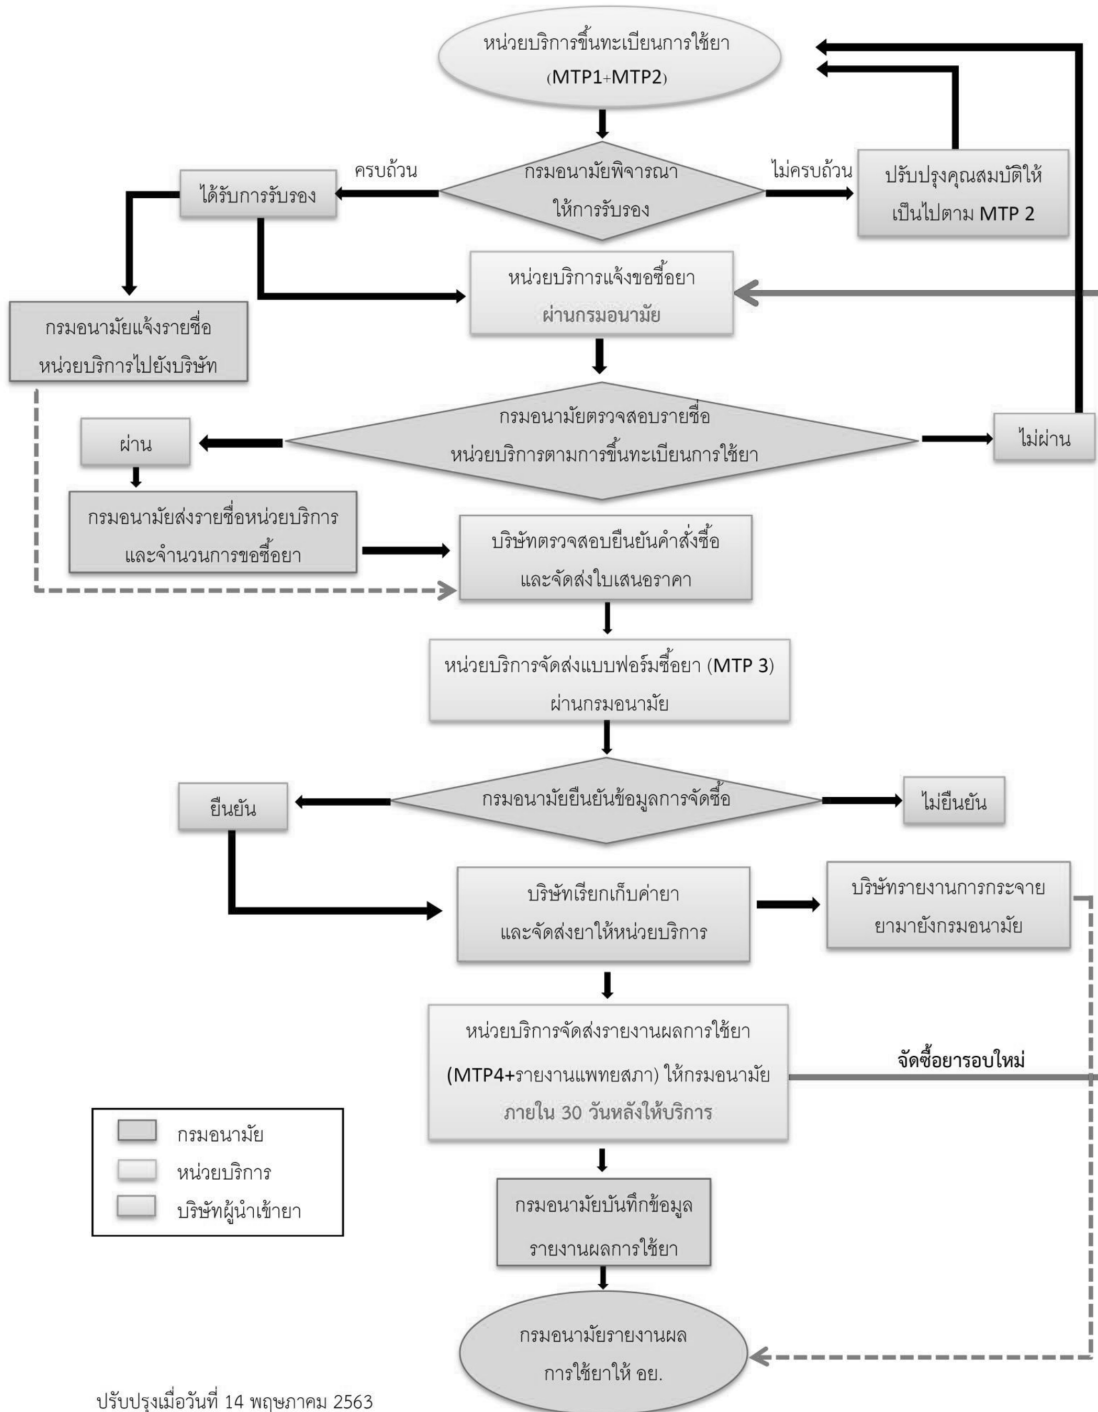 หน่วยบริการขึ้นทะเบียนการใช้ยา
(MTP1+MTP2)
กรมอนามัยพิจารณา
ให้การรับรอง
ครบถ้วน
ไม่ครบถ้วน
ได้รับการรับรอง
ปรับปรุงคุณสมบัติให้
เป็นไปตาม MTP 2
หน่วยบริการแจ้งขอซื้อยา
ผ่านกรมอนามัย
กรมอนามัยแจ้งรายชื่อ
หน่วยบริการไปยังบริษัท
กรมอนามัยตรวจสอบรายชื่อ
หน่วยบริการตามการขึ้นทะเบียนการใช้ยา
ผ่าน
ไม่ผ่าน
กรมอนามัยส่งรายชื่อหน่วยบริการ
และจำนวนการขอซื้อยา
บริษัทตรวจสอบยืนยันคำสั่งซื้อ
และจัดส่งใบเสนอราคา
หน่วยบริการจัดส่งแบบฟอร์มซื้อยา (MTP 3)
ผ่านกรมอนามัย
กรมอนามัยยืนยันข้อมูลการจัดซื้อ
ยืนยัน
ไม่ยืนยัน
บริษัทเรียกเก็บค่ายา
และจัดส่งยาให้หน่วยบริการ
บริษัทรายงานการกระจาย
ยามายังกรมอนามัย
หน่วยบริการจัดส่งรายงานผลการใช้ยา
(MTP4+รายงานแพทยสภา) ให้กรมอนามัย
ภายใน 30 วันหลังให้บริการ
จัดซื้อยารอบใหม่
กรมอนามัย
หน่วยบริการ
บริษัทผู้นำเข้ายา
กรมอนามัยบันทึกข้อมูล
รายงานผลการใช้ยา
กรมอนามัยรายงานผล
การใช้ยาให้ อย.
ปรับปรุงเมื่อวันที่ 14 พฤษภาคม 2563